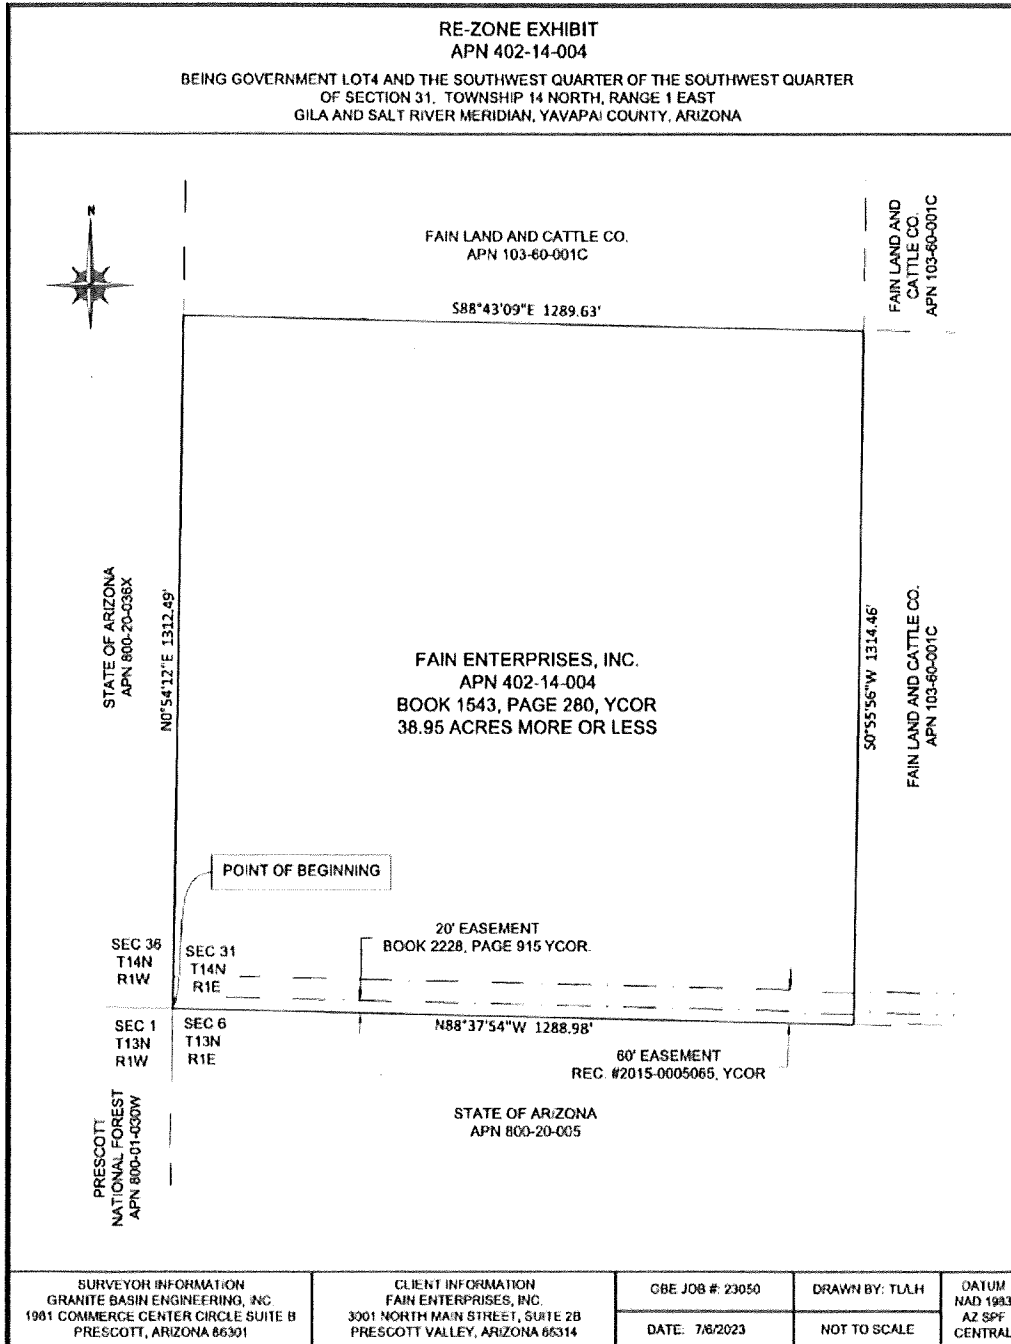 RE-ZONE EXHIBIT
APN 402-14-004
BEING GOVERNMENT LOT4 AND THE SOUTHWEST QUARTER OF THE SOUTHWEST QUARTER
OF SECTION 31, TOWNSHIP 14 NORTH, RANGE 1 EAST
GILA AND SALT RIVER MERIDIAN, YAVAPAI COUNTY, ARIZONA
N
FAIN LAND AND CATTLE CO.
APN 103-60-001C
FAIN LAND AND
CATTLE CO.
APN 103-60-001C
S88°43'09"E 1289.63'
STATE OF ARIZONA
APN 800-20-036X
N0°54'12"E 1312.49'
FAIN ENTERPRISES, INC.
APN 402-14-004
BOOK 1543, PAGE 280, YCOR
38.95 ACRES MORE OR LESS
S0°55'56"W 1314.46'
FAIN LAND AND CATTLE CO.
APN 103-60-001C
POINT OF BEGINNING
20' EASEMENT
BOOK 2228, PAGE 915 YCOR.
SEC 36
T14N
R1W
SEC 31
T14N
R1E
SEC 1
T13N
R1W
SEC 6
T13N
R1E
N88°37'54"W 1288.98'
60' EASEMENT
REC. #2015-0005065, YCOR
PRESCOTT
NATIONAL FOREST
APN 800-01-030W
STATE OF ARIZONA
APN 800-20-005
SURVEYOR INFORMATION
GRANITE BASIN ENGINEERING, INC.
1981 COMMERCE CENTER CIRCLE SUITE B
PRESCOTT, ARIZONA 86301
CLIENT INFORMATION
FAIN ENTERPRISES, INC.
3001 NORTH MAIN STREET, SUITE 2B
PRESCOTT VALLEY, ARIZONA 86314
GBE JOB #: 23050
DATE: 7/6/2023
DRAWN BY: TL/LH
NOT TO SCALE
DATUM
NAD 1983
AZ SPF
CENTRAL